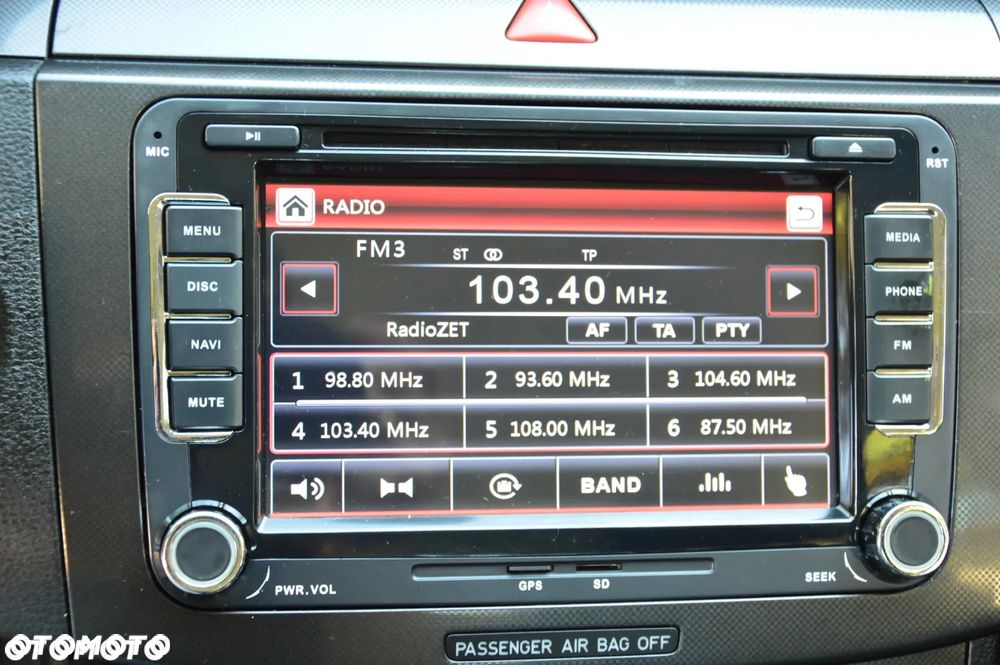 MIC
RST
RADIO
MENU
DISC
NAVI
MUTE
FM3 ST TP
103.40 MHz
RadioZET AF TA PTY
1 98.80 MHz 2 93.60 MHz 3 104.60 MHz
4 103.40 MHz 5 108.00 MHz 6 87.50 MHz
BAND
MEDIA
PHONE
FM
AM
PWR.VOL
GPS SD
SEEK
PASSENGER AIR BAG OFF
OTOMOTO